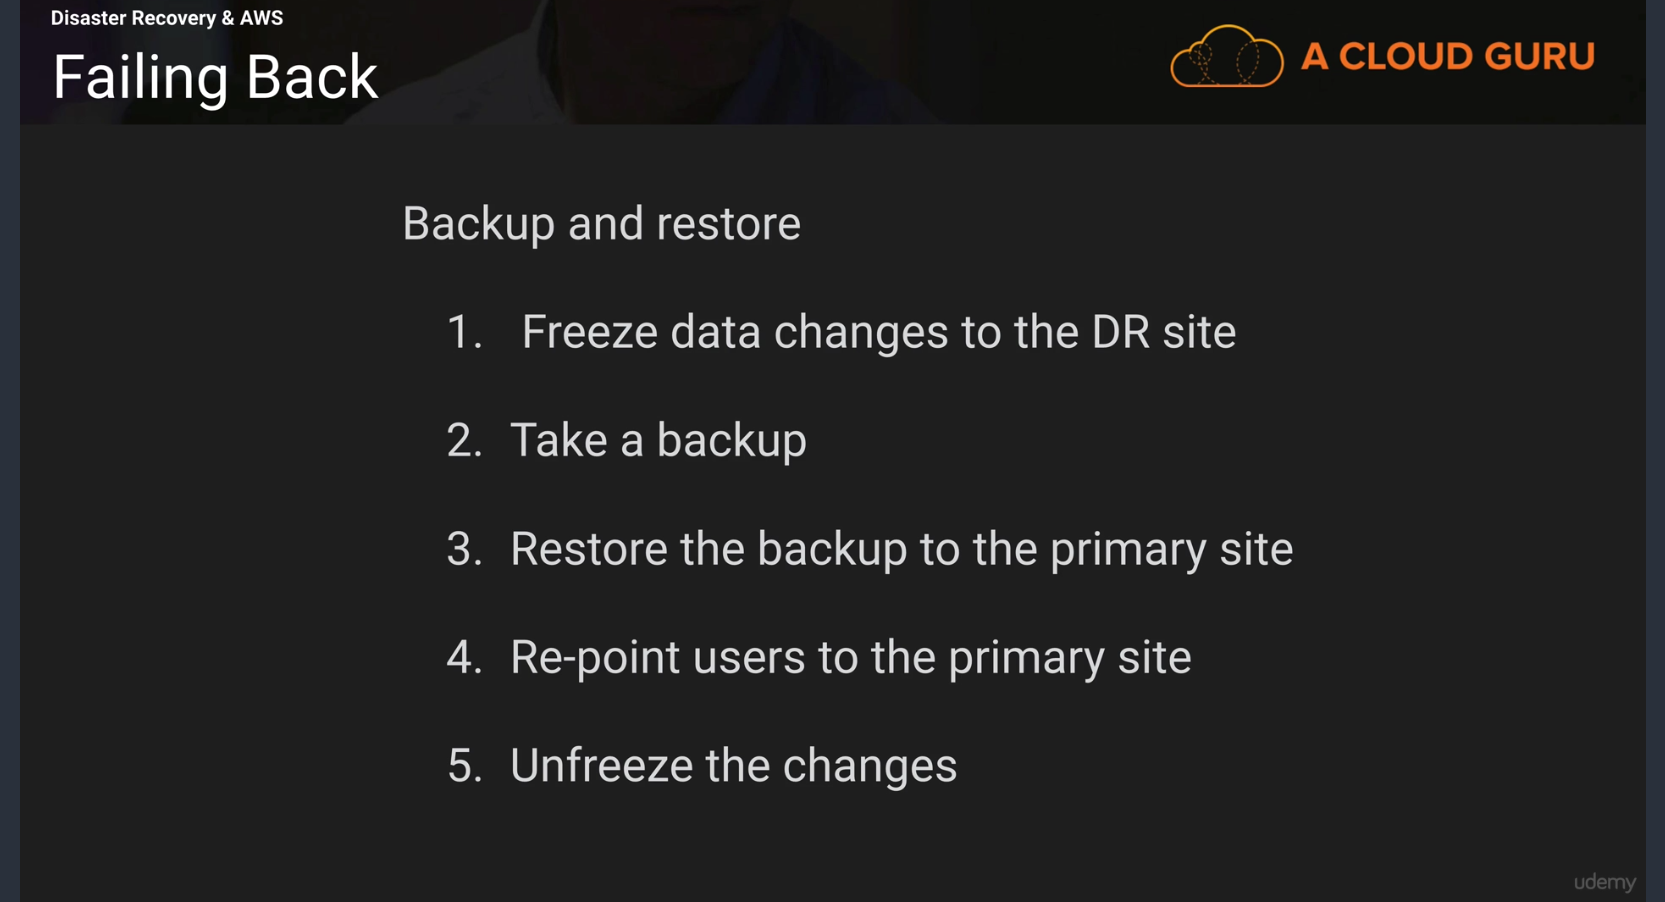 Disaster Recovery & AWS
Failing Back
A CLOUD GURU
Backup and restore
1. Freeze data changes to the DR site
2. Take a backup
3. Restore the backup to the primary site
4. Re-point users to the primary site
5. Unfreeze the changes
udemy